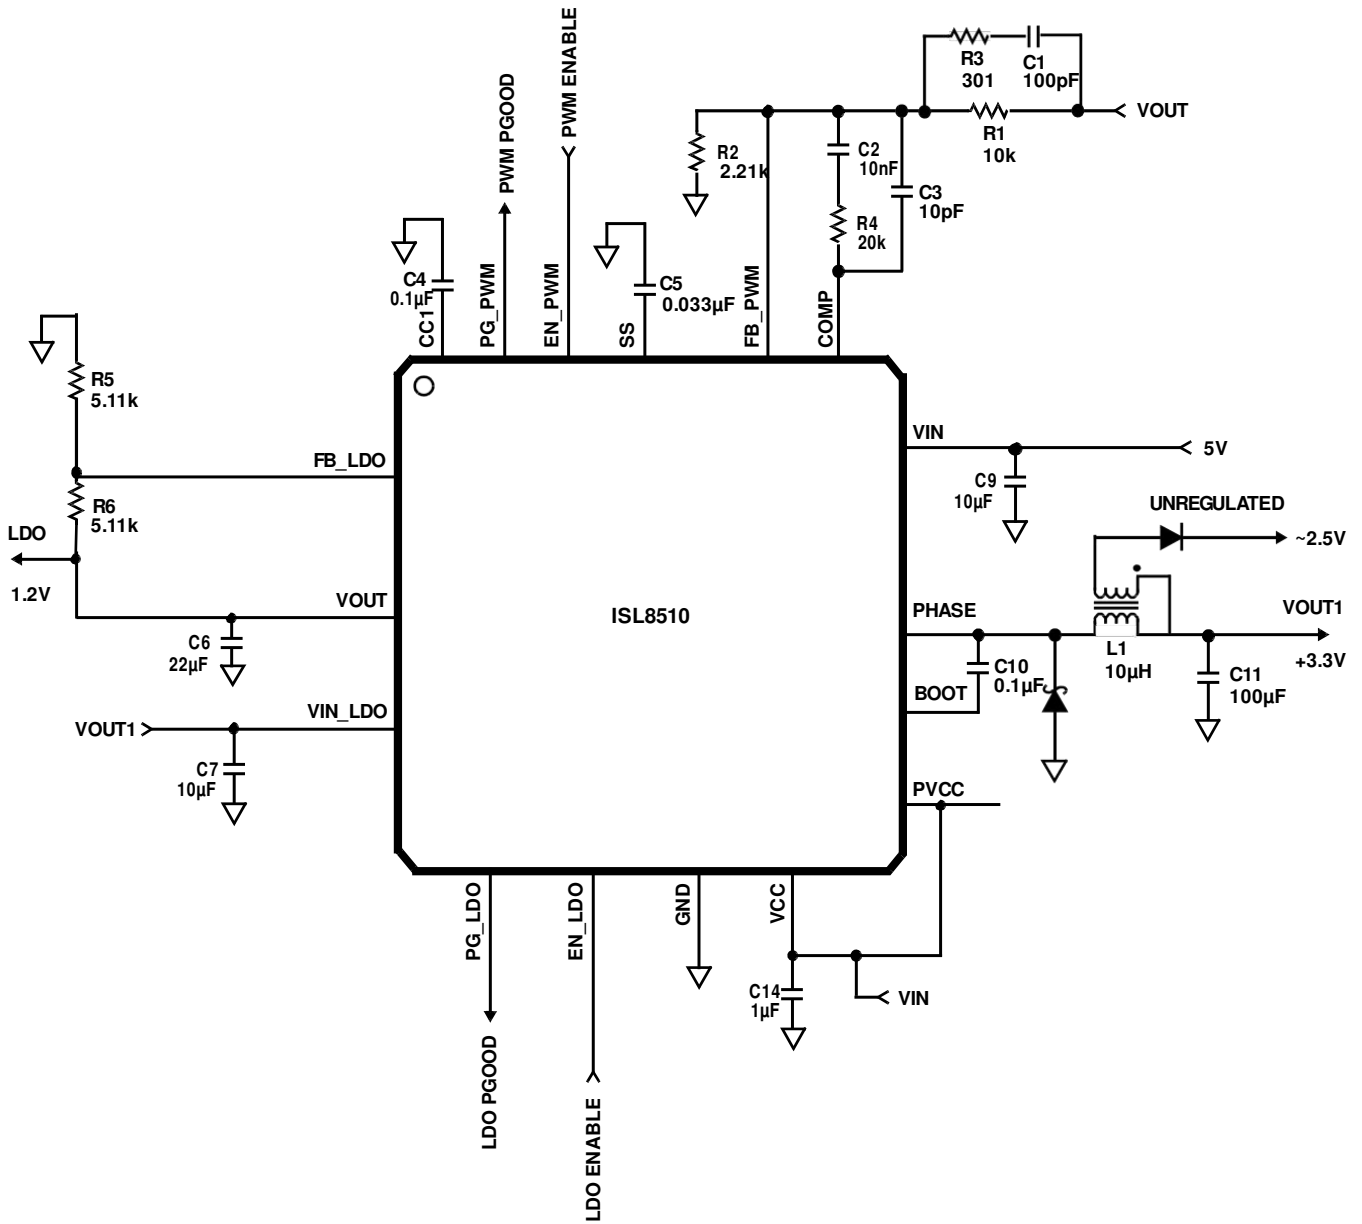 PWM PGOOD
PWM ENABLE
R3
301
C1
100pF
VOUT
R1
10k
R2
2.21k
C2
10nF
C3
10pF
R4
20k
C4
0.1µF
CC1
PG_PWM
EN_PWM
SS
C5
0.033µF
FB_PWM
COMP
R5
5.11k
FB_LDO
R6
5.11k
LDO
1.2V
VOUT
C6
22µF
VOUT1
VIN_LDO
C7
10µF
ISL8510
VIN
5V
C9
10µF
UNREGULATED
~2.5V
PHASE
VOUT1
L1
10µH
+3.3V
C10
0.1µF
C11
100µF
BOOT
PVCC
PG_LDO
EN_LDO
GND
VCC
C14
1µF
VIN
LDO PGOOD
LDO ENABLE